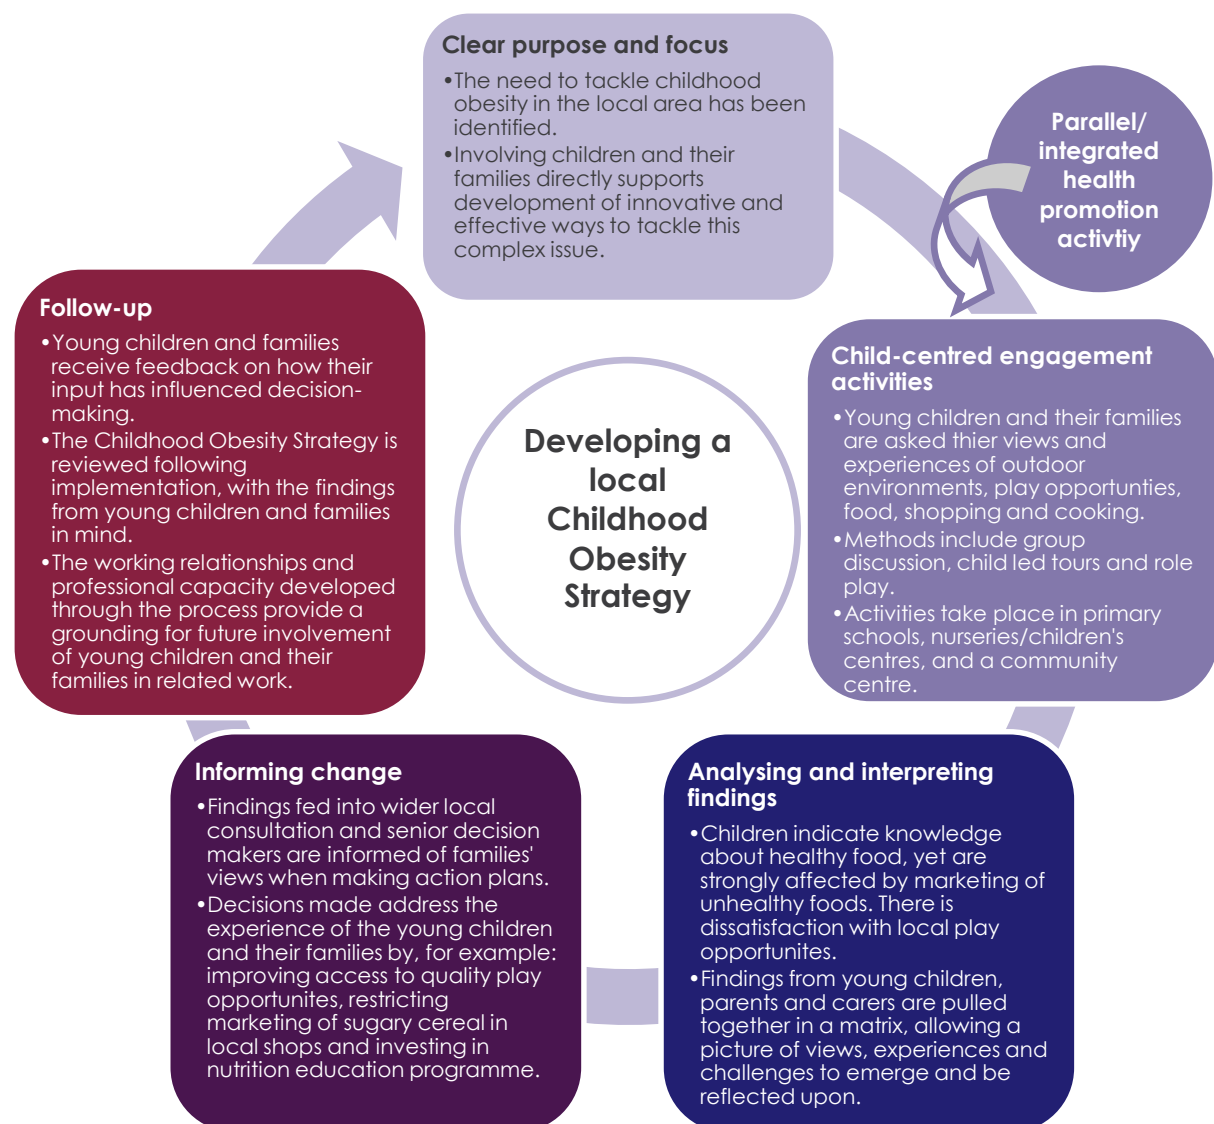 Clear purpose and focus
•The need to tackle childhood
obesity in the local area has been
identified.
•Involving children and their
families directly supports
development of innovative and
effective ways to tackle this
complex issue.
Parallel/
integrated
health
promotion
activtiy
Child-centred engagement
activities
•Young children and their families
are asked thier views and
experiences of outdoor
environments, play opportunties,
food, shopping and cooking.
•Methods include group
discussion, child led tours and role
play.
•Activities take place in primary
schools, nurseries/children's
centres, and a community
centre.
Analysing and interpreting
findings
•Children indicate knowledge
about healthy food, yet are
strongly affected by marketing of
unhealthy foods. There is
dissatisfaction with local play
opportunites.
•Findings from young children,
parents and carers are pulled
together in a matrix, allowing a
picture of views, experiences and
challenges to emerge and be
reflected upon.
Informing change
•Findings fed into wider local
consultation and senior decision
makers are informed of families'
views when making action plans.
•Decisions made address the
experience of the young children
and their families by, for example:
improving access to quality play
opportunites, restricting
marketing of sugary cereal in
local shops and investing in
nutrition education programme.
Follow-up
•Young children and families
receive feedback on how their
input has influenced decision-
making.
•The Childhood Obesity Strategy is
reviewed following
implementation, with the findings
from young children and families
in mind.
•The working relationships and
professional capacity developed
through the process provide a
grounding for future involvement
of young children and their
families in related work.
Developing a
local
Childhood
Obesity
Strategy